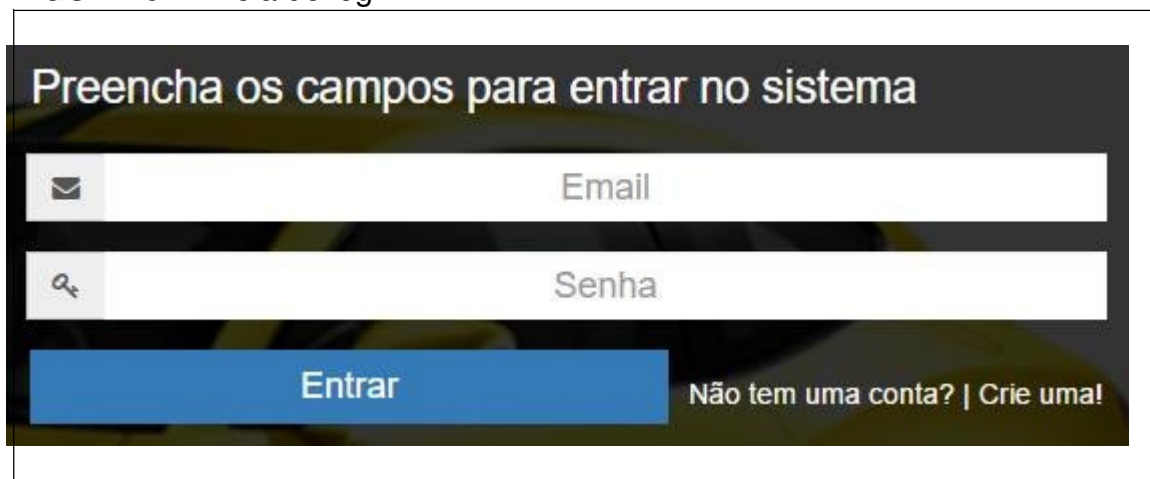 Preencha os campos para entrar no sistema
Email
Senha
Entrar
Não tem uma conta? | Crie uma!